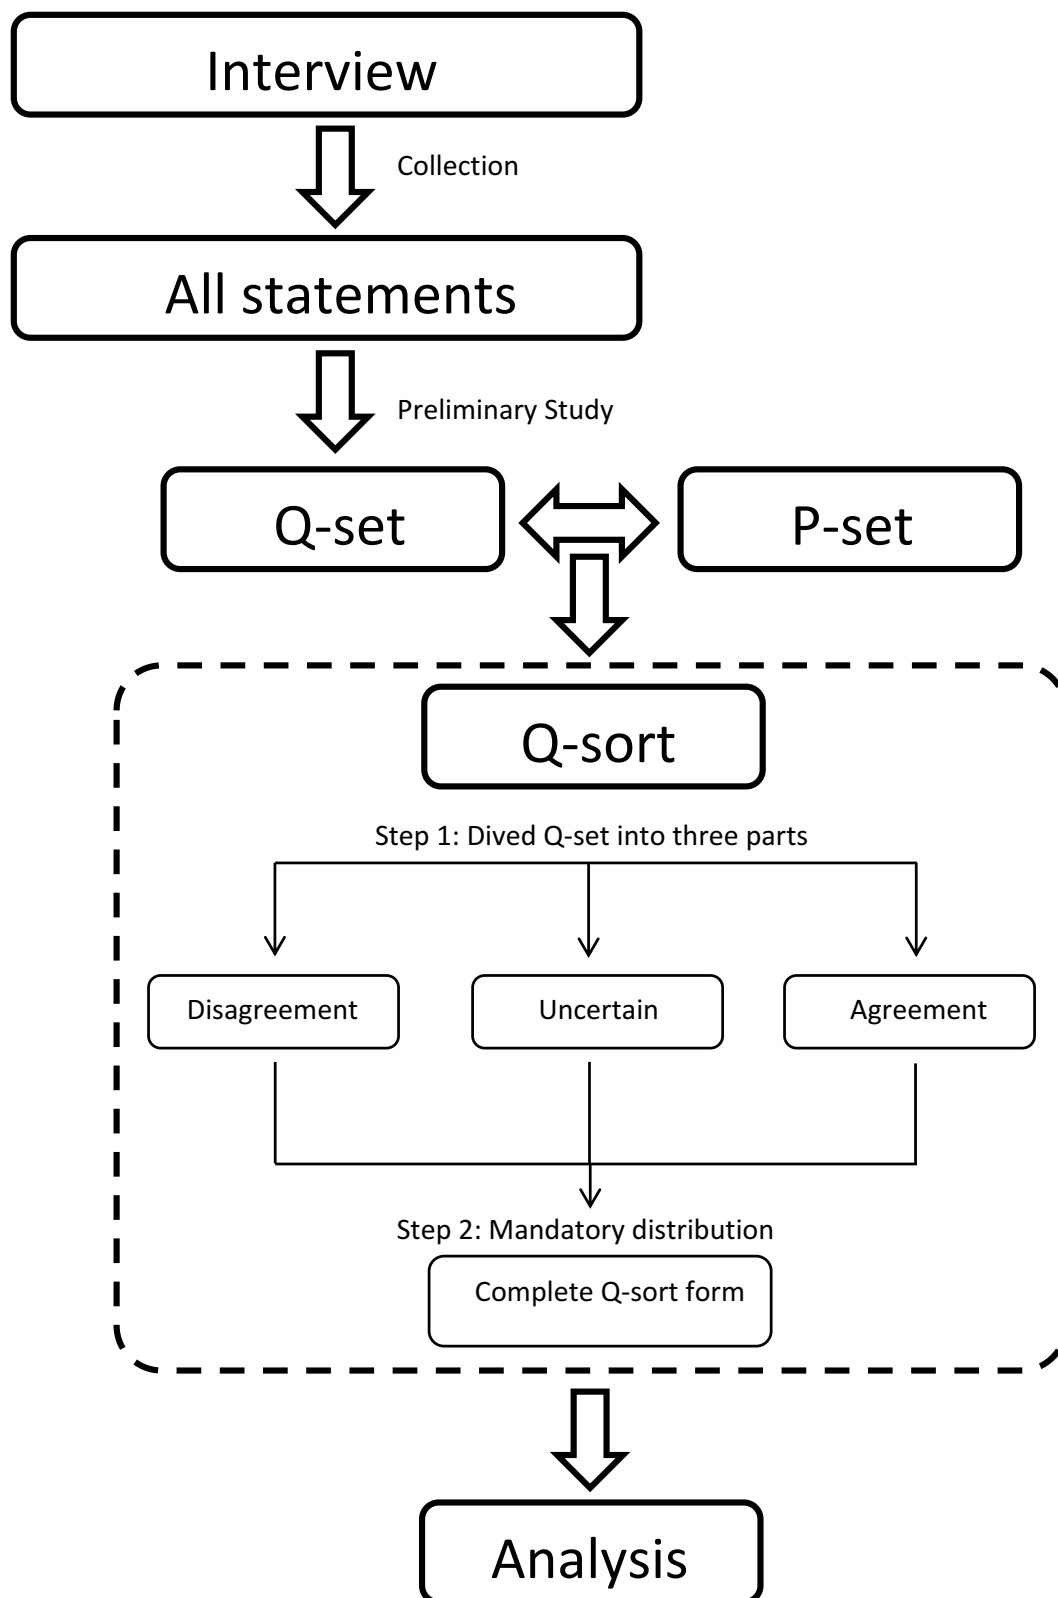 Interview
Collection
All statements
Preliminary Study
Q-set
P-set
Q-sort
Step 1: Dived Q-set into three parts
Disagreement
Uncertain
Agreement
Step 2: Mandatory distribution
Complete Q-sort form
Analysis